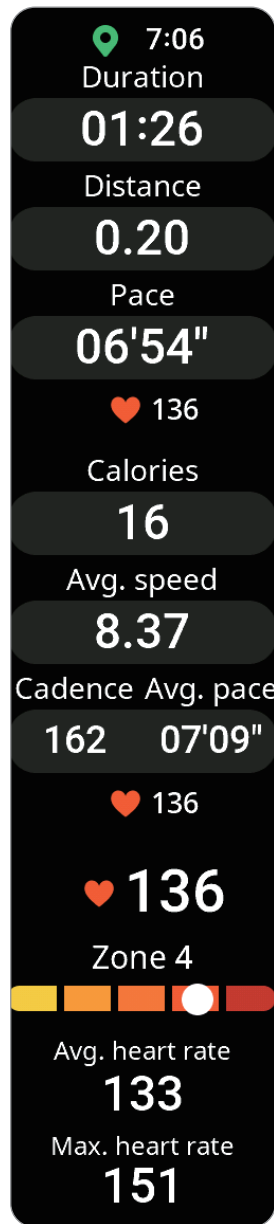 7:06
Duration
01:26
Distance
0.20
Pace
06'54"
136
Calories
16
Avg. speed
8.37
Cadence Avg. pace
162 07'09"
136
136
Zone 4
Avg. heart rate
133
Max. heart rate
151